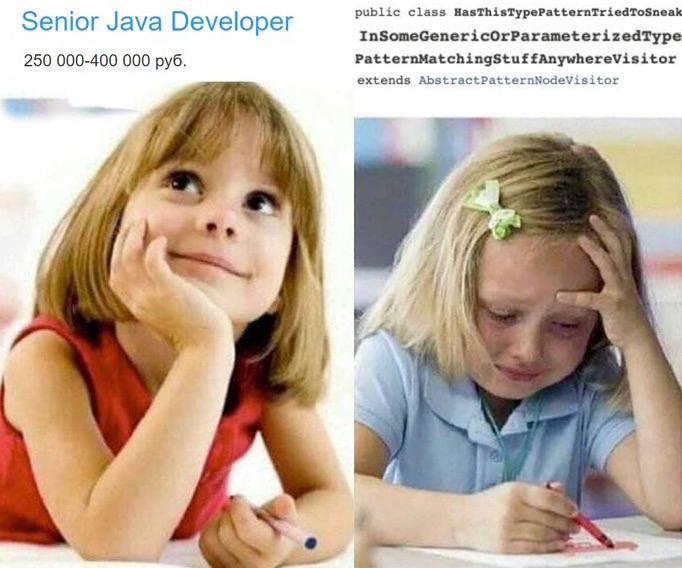 Senior Java Developer
250 000-400 000 руб.
public class HasThisTypePatternTriedToSneak
InSomeGenericOrParameterizedType
PatternMatchingStuffAnywhereVisitor
extends AbstractPatternNodeVisitor